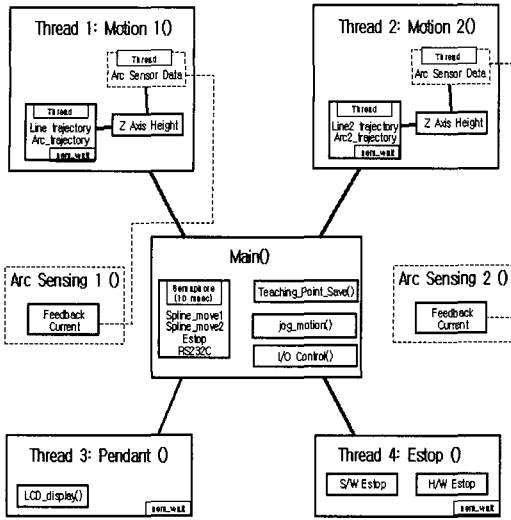 Thread 1: Motion 1()
Thread
Arc Sensor Data
Thread
Line trajectory
Arc_trajectory
sem_wait
Z Axis Height
Thread 2: Motion 2()
Thread
Arc Sensor Data
Thread
Line2 trajectory
Arc2_trajectory
sem_wait
Z Axis Height
Arc Sensing 1 ()
Feedback
Current
Main()
Semaphore
(10 msec)
Spline_move1
Spline_move2
Estop
RS232C
Teaching_Point_Save()
jog_motion()
I/O Control()
Arc Sensing 2 ()
Feedback
Current
Thread 3: Pendant ()
LCD_display()
sem_wait
Thread 4: Estop ()
S/W Estop
H/W Estop
sem_wait